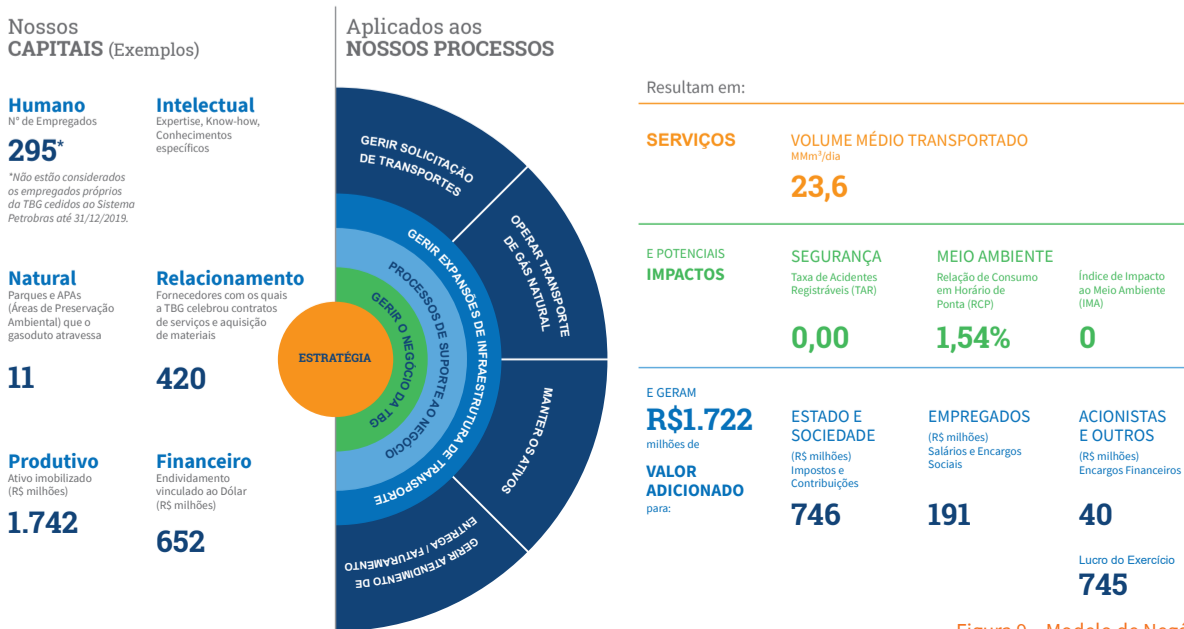 Nossos
CAPITAIS (Exemplos)
Aplicados aos
NOSSOS PROCESSOS
Humano
N° de Empregados
295*
*Não estão considerados
os empregados próprios
da TBG cedidos ao Sistema
Petrobras até 31/12/2019.
Intelectual
Expertise, Know-how,
Conhecimentos
específicos
Natural
Parques e APAs
(Áreas de Preservação
Ambiental) que o
gasoduto atravessa
11
Relacionamento
Fornecedores com os quais
a TBG celebrou contratos
de serviços e aquisição
de materiais
420
Produtivo
Ativo imobilizado
(R$ milhões)
1.742
Financeiro
Endividamento
vinculado ao Dólar
(R$ milhões)
652
ESTRATÉGIA
GERIR O NEGÓCIO DA TBG
PROCESSOS DE SUPORTE AO NEGÓCIO
GERIR EXPANSÕES DE INFRAESTRUTURA DE TRANSPORTE
GERIR SOLICITAÇÃO
DE TRANSPORTES
OPERAR TRANSPORTE
DE GÁS NATURAL
MANTER OS ATIVOS
GERIR ATENDIMENTO DE
ENTREGA / FATURAMENTO
Resultam em:
SERVIÇOS
VOLUME MÉDIO TRANSPORTADO
MMm³/dia
23,6
E POTENCIAIS
IMPACTOS
SEGURANÇA
Taxa de Acidentes
Registráveis (TAR)
0,00
MEIO AMBIENTE
Relação de Consumo
em Horário de
Ponta (RCP)
1,54%
Índice de Impacto
ao Meio Ambiente
(IMA)
0
E GERAM
R$1.722
milhões de
VALOR
ADICIONADO
para:
ESTADO E
SOCIEDADE
(R$ milhões)
Impostos e
Contribuições
746
EMPREGADOS
(R$ milhões)
Salários e Encargos
Sociais
191
ACIONISTAS
E OUTROS
(R$ milhões)
Encargos Financeiros
40
Lucro do Exercício
745